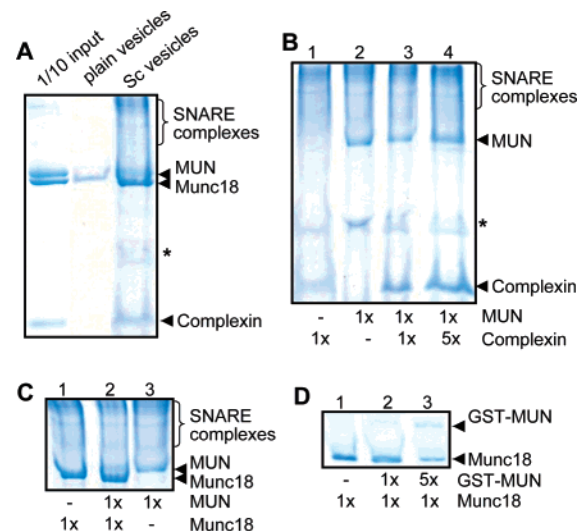 A
1/10 input
plain vesicles
Sc vesicles
SNARE
complexes
MUN
Munc18
*
Complexin
B
1 2 3 4
SNARE
complexes
MUN
*
Complexin
- 1x 1x 1x MUN
1x - 1x 5x Complexin
C
1 2 3
SNARE
complexes
MUN
Munc18
- 1x 1x MUN
1x 1x - Munc18
D
1 2 3
GST-MUN
Munc18
- 1x 5x GST-MUN
1x 1x 1x Munc18